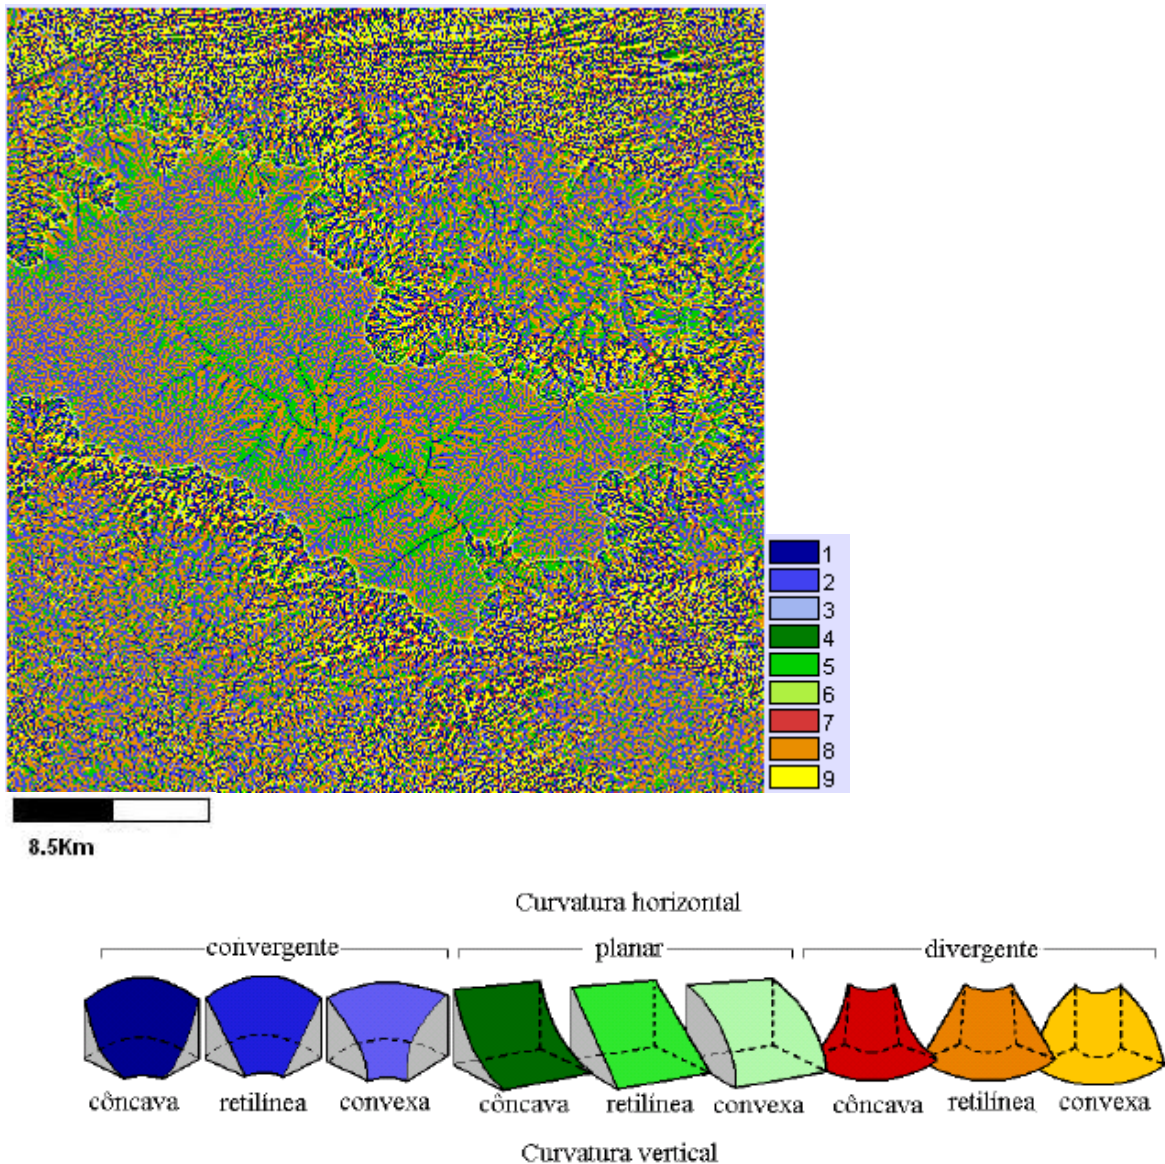 1
2
3
4
5
6
7
8
9
8.5Km
Curvatura horizontal
convergente planar divergente
côncava retilínea convexa côncava retilínea convexa côncava retilínea convexa
Curvatura vertical